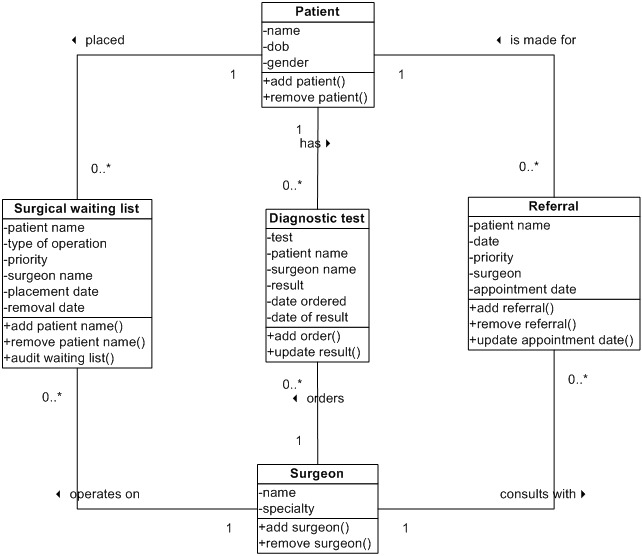 Patient
-name
-dob
-gender
+add patient()
+remove patient()
placed
is made for
1
1
1
has
0..*
0..*
0..*
Surgical waiting list
-patient name
-type of operation
-priority
-surgeon name
-placement date
-removal date
+add patient name()
+remove patient name()
+audit waiting list()
Diagnostic test
-test
-patient name
-surgeon name
-result
-date ordered
-date of result
+add order()
+update result()
Referral
-patient name
-date
-priority
-surgeon
-appointment date
+add referral()
+remove referral()
+update appointment date()
0..*
0..*
0..*
orders
1
operates on
consults with
1
1
Surgeon
-name
-specialty
+add surgeon()
+remove surgeon()